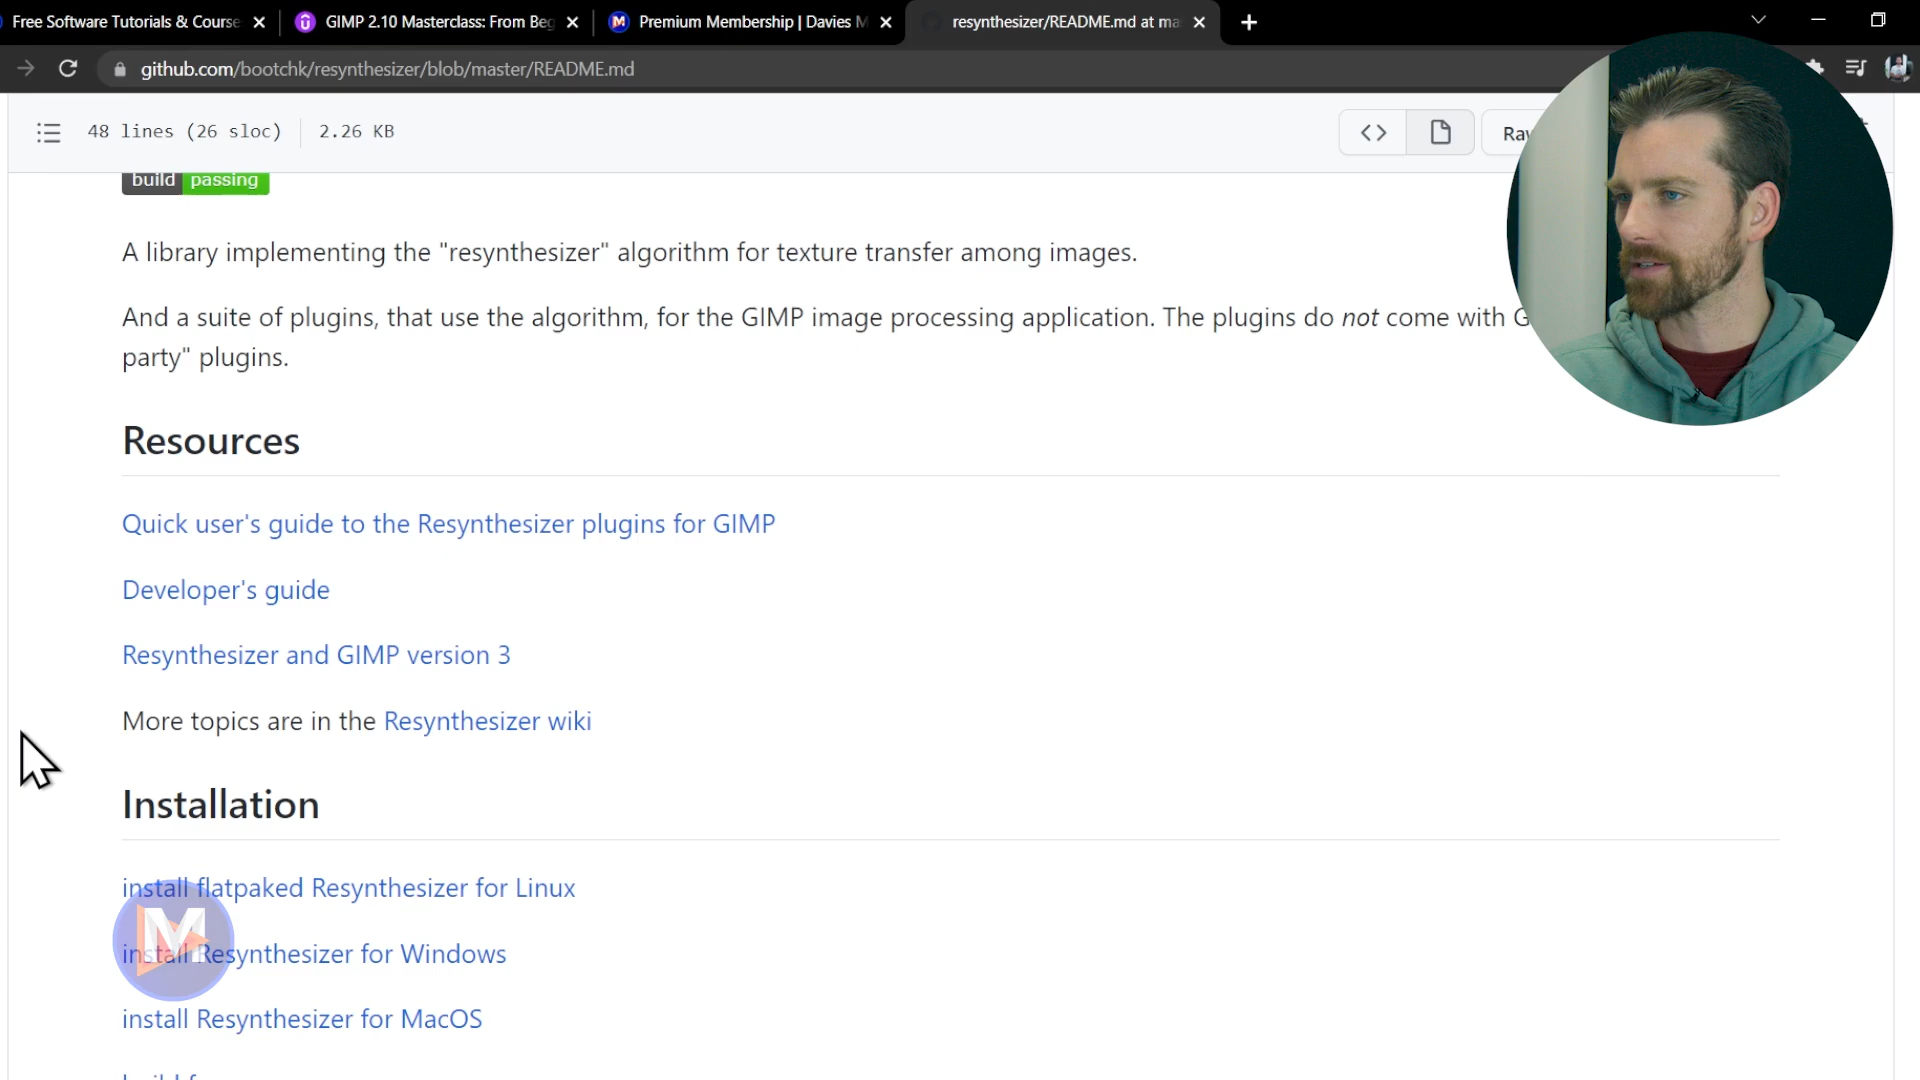 Free Software Tutorials & Course
GIMP 2.10 Masterclass: From Beg
Premium Membership | Davies M
resynthesizer/README.md at ma
github.com/bootchk/resynthesizer/blob/master/README.md
48 lines (26 sloc) 2.26 KB
build passing
A library implementing the "resynthesizer" algorithm for texture transfer among images.
And a suite of plugins, that use the algorithm, for the GIMP image processing application. The plugins do not come with
party" plugins.
Resources
Quick user's guide to the Resynthesizer plugins for GIMP
Developer's guide
Resynthesizer and GIMP version 3
More topics are in the Resynthesizer wiki
Installation
install flatpaked Resynthesizer for Linux
install Resynthesizer for Windows
install Resynthesizer for MacOS
M